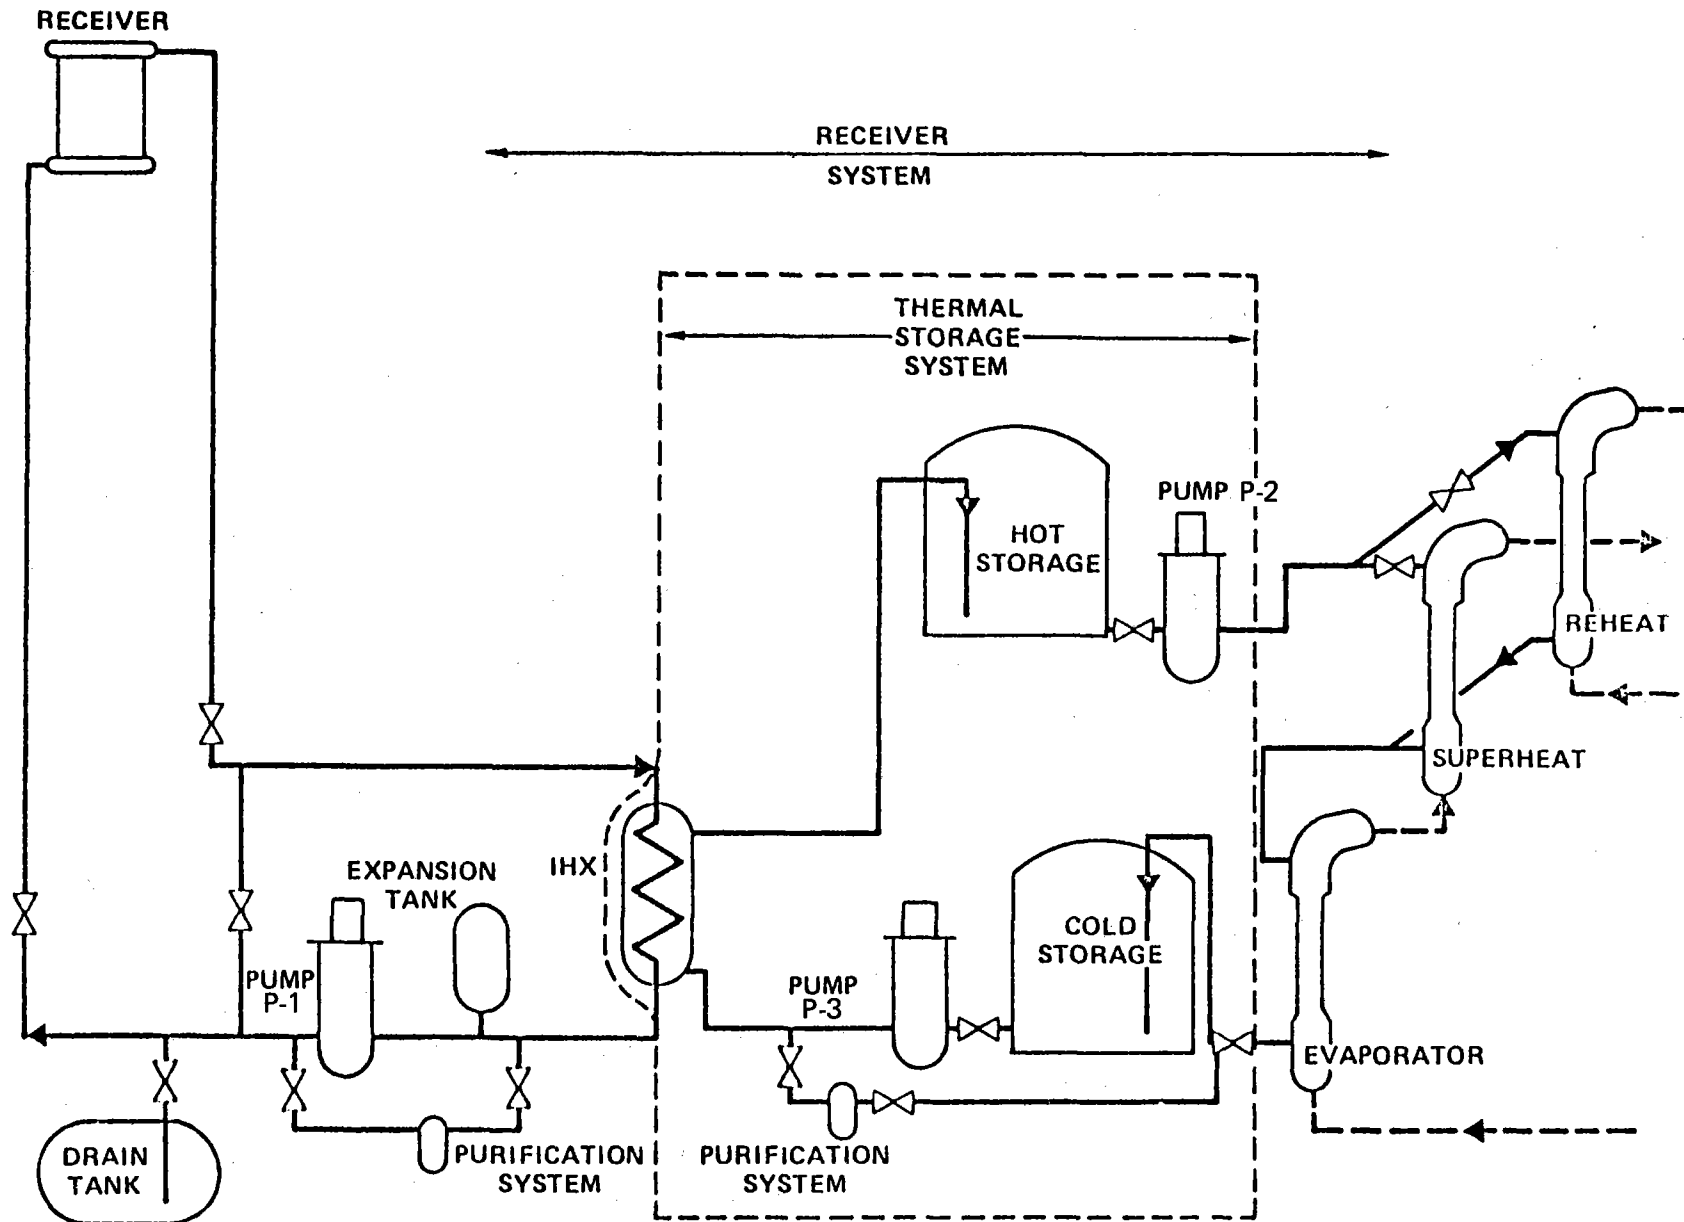 RECEIVER
RECEIVER
SYSTEM
THERMAL
STORAGE
SYSTEM
PUMP P-2
HOT
STORAGE
REHEAT
SUPERHEAT
IHX
EXPANSION
TANK
COLD
STORAGE
PUMP
P-1
PUMP
P-3
EVAPORATOR
DRAIN
TANK
PURIFICATION
SYSTEM
PURIFICATION
SYSTEM